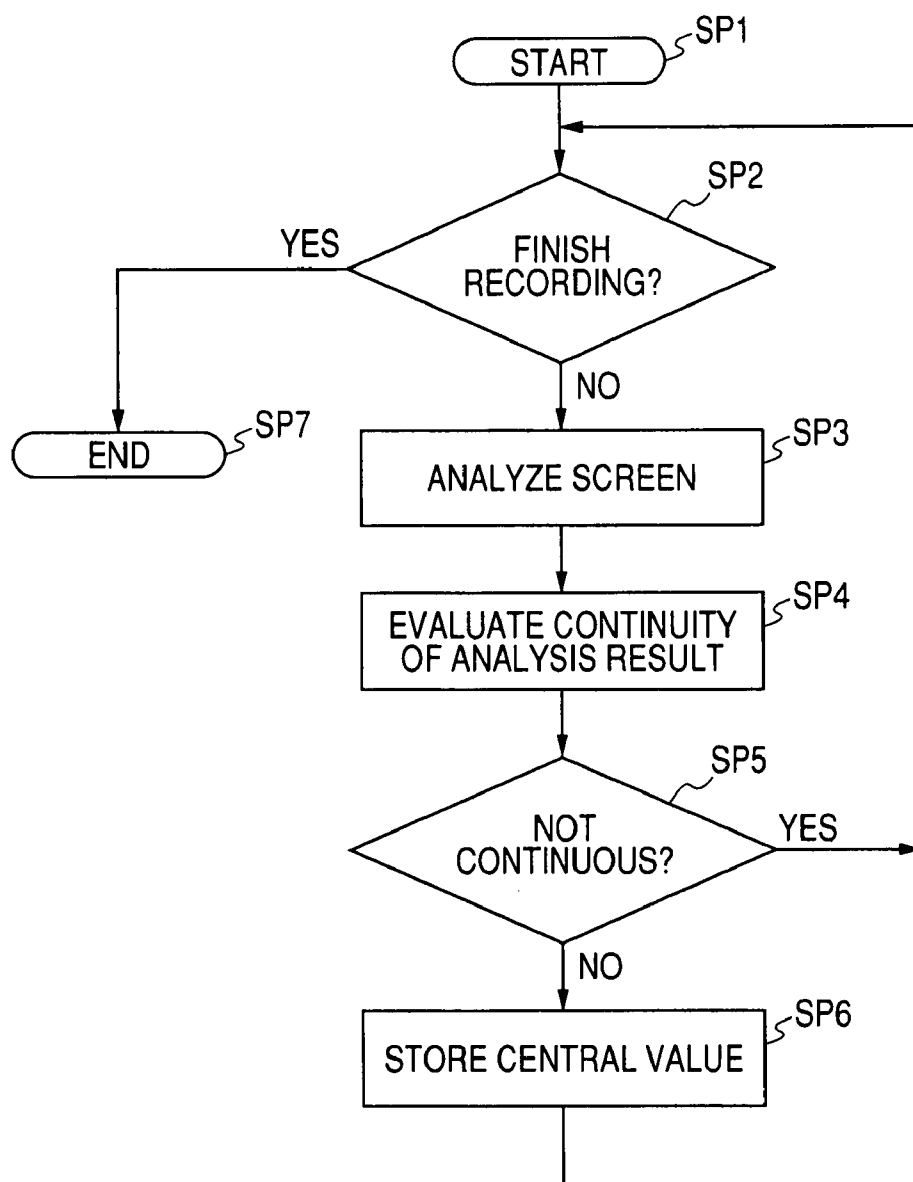 START
SP1
SP2
FINISH
RECORDING?
YES
NO
END
SP7
SP3
ANALYZE SCREEN
SP4
EVALUATE CONTINUITY
OF ANALYSIS RESULT
SP5
NOT
CONTINUOUS?
YES
NO
SP6
STORE CENTRAL VALUE